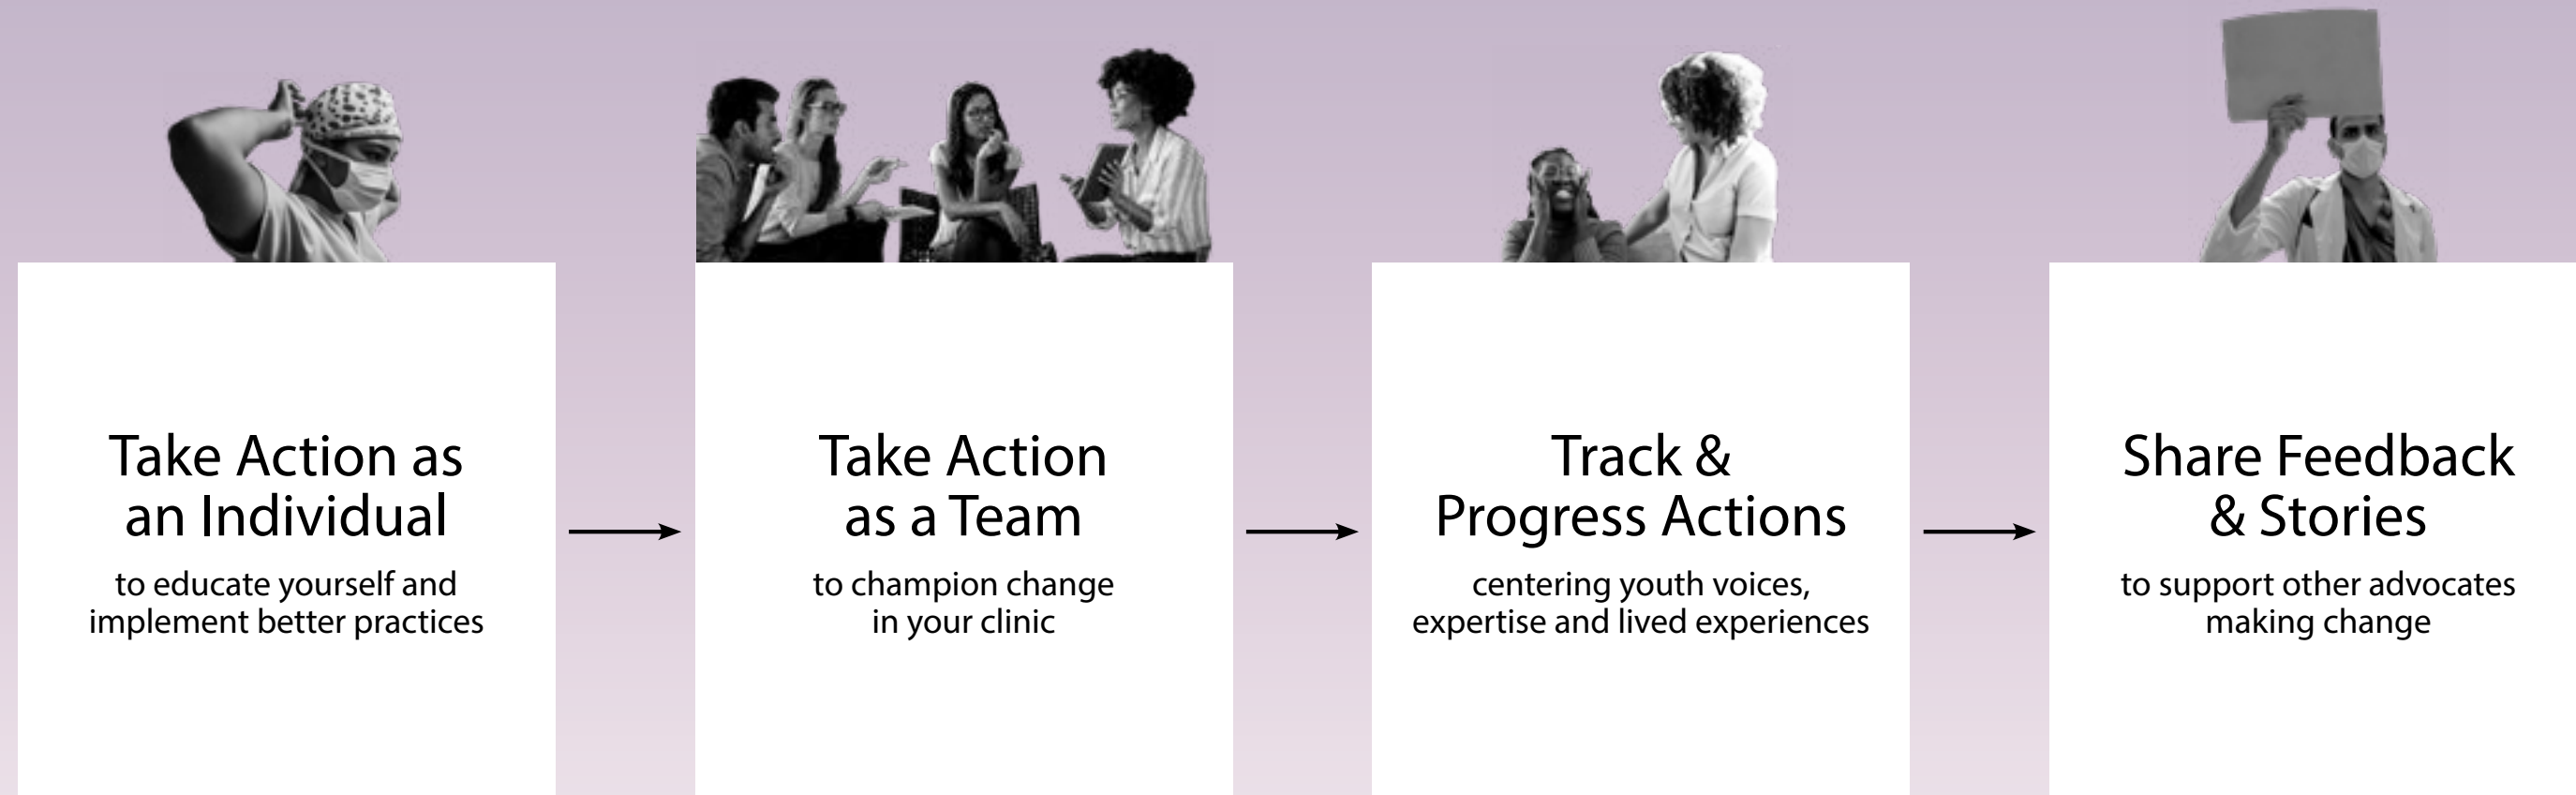 Take Action as
an Individual
to educate yourself and
implement better practices
Take Action
as a Team
to champion change
in your clinic
Track &
Progress Actions
centering youth voices,
expertise and lived experiences
Share Feedback
& Stories
to support other advocates
making change